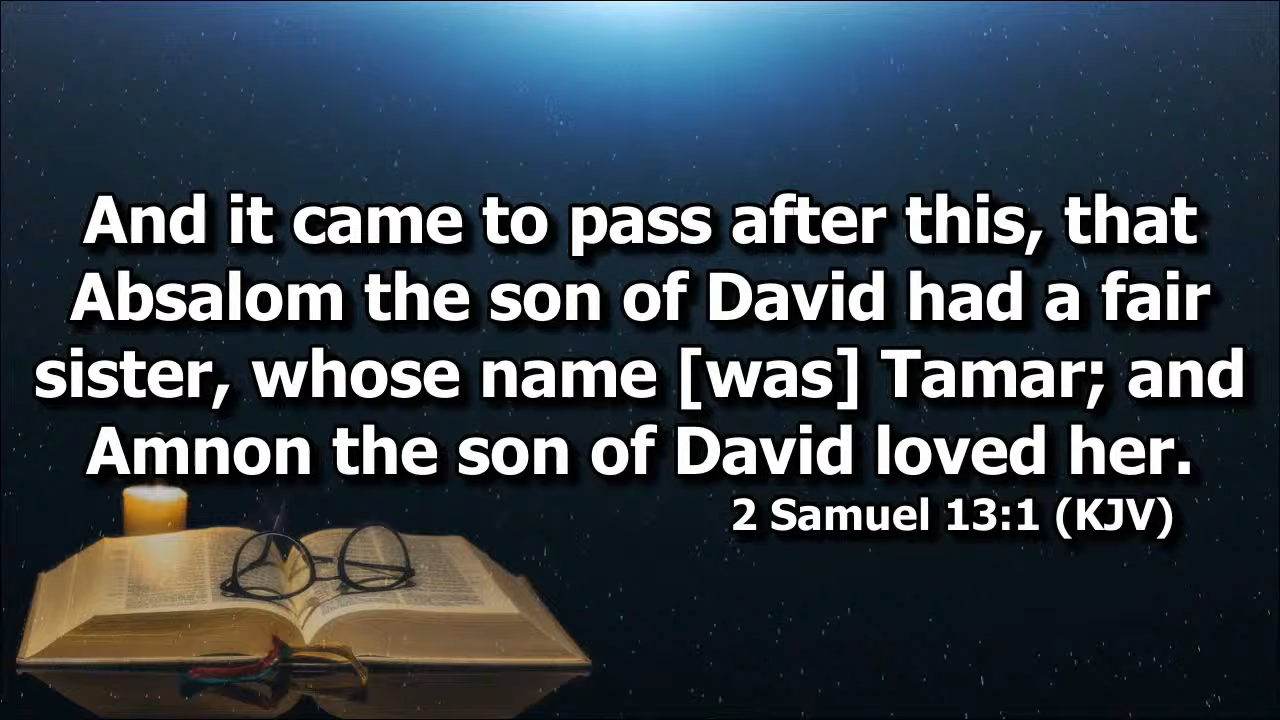 And it came to pass after this, that
Absalom the son of David had a fair
sister, whose name [was] Tamar; and
Amnon the son of David loved her.
2 Samuel 13:1 (KJV)